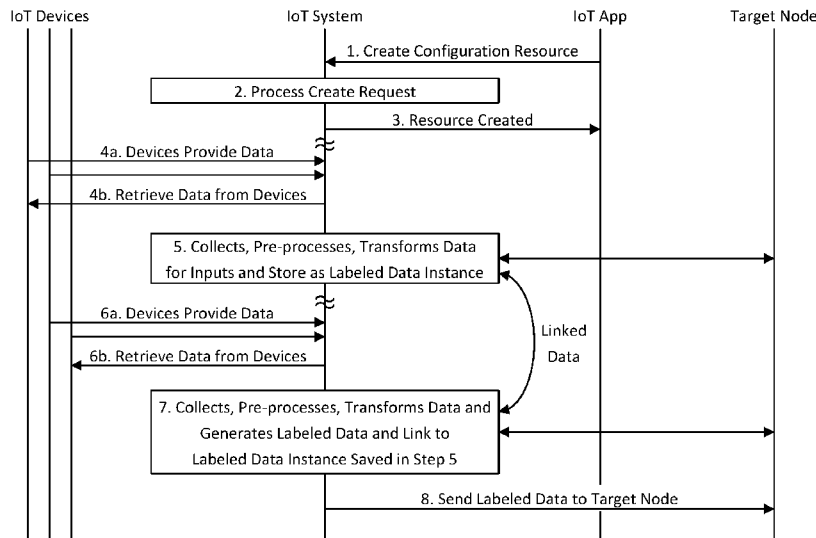 IoT Devices
IoT System
IoT App
Target Node
1. Create Configuration Resource
2. Process Create Request
3. Resource Created
4a. Devices Provide Data
4b. Retrieve Data from Devices
5. Collects, Pre-processes, Transforms Data
for Inputs and Store as Labeled Data Instance
6a. Devices Provide Data
Linked
Data
6b. Retrieve Data from Devices
7. Collects, Pre-processes, Transforms Data and
Generates Labeled Data and Link to
Labeled Data Instance Saved in Step 5
8. Send Labeled Data to Target Node